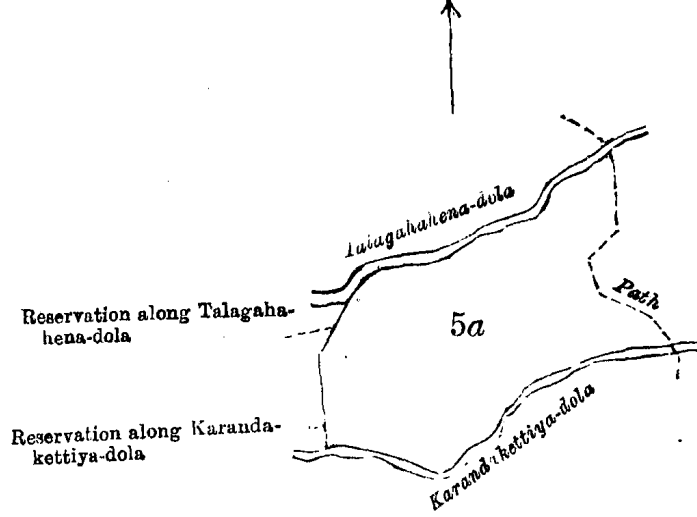 Talagahahena-dola
Reservation along Talagaha-
hena-dola
5a
Path
Reservation along Karanda-
kettiya-dola
Karandakettiya-dola